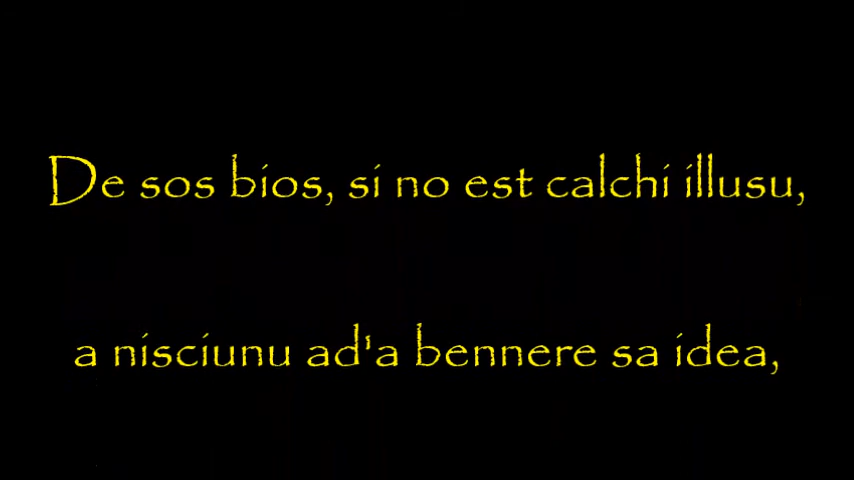 De sos bios, si no est calchi illusu,
a nisciunu ad'a bennere sa idea,